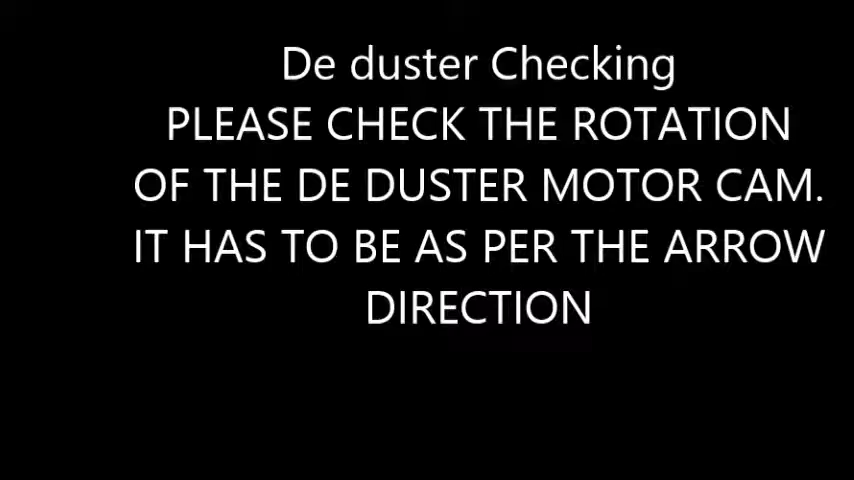 De duster Checking
PLEASE CHECK THE ROTATION
OF THE DE DUSTER MOTOR CAM.
IT HAS TO BE AS PER THE ARROW
DIRECTION